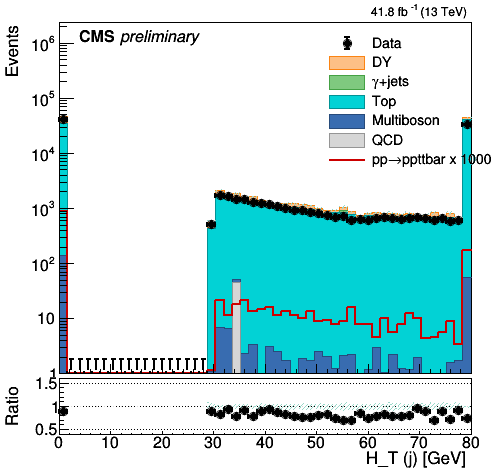 41.8 fb⁻¹ (13 TeV)
CMS preliminary
Events
10⁶
10⁵
10⁴
10³
10²
10
1
Data
DY
γ+jets
Top
Multiboson
QCD
pp→ppttbar x 1000
Ratio
1.5
1
0.5
0 10 20 30 40 50 60 70 80
H_T (j) [GeV]